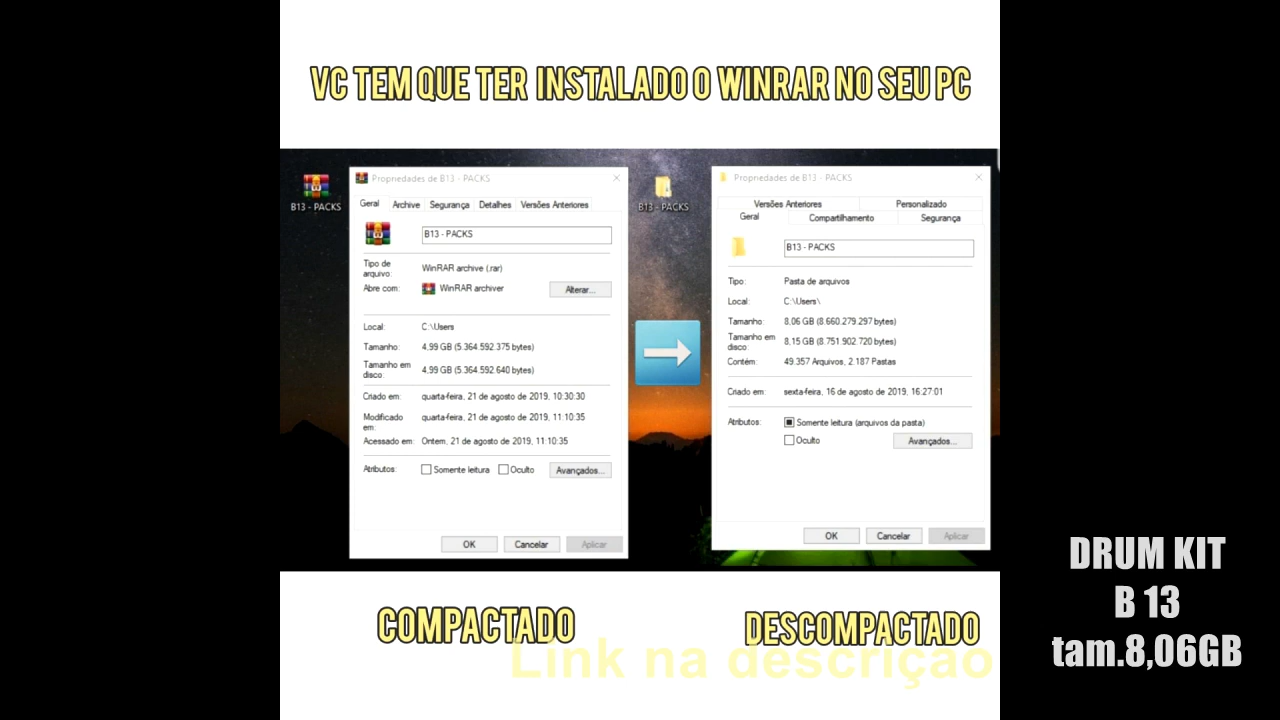 VC TEM QUE TER INSTALADO O WINRAR NO SEU PC
B13 - PACKS
Propriedades de B13 - PACKS
Geral Archive Segurança Detalhes Versões Anteriores
B13 - PACKS
Tipo de arquivo: WinRAR archive (.rar)
Abre com: WinRAR archiver Alterar...
Local: C:\Users
Tamanho: 4,99 GB (5.364.592.375 bytes)
Tamanho em disco: 4,99 GB (5.364.592.640 bytes)
Criado em: quarta-feira, 21 de agosto de 2019, 10:30:30
Modificado em: quarta-feira, 21 de agosto de 2019, 11:10:35
Acessado em: Ontem, 21 de agosto de 2019, 11:10:35
Atributos: Somente leitura Oculto Avançados...
OK Cancelar Aplicar
B13 - PACKS
Propriedades de B13 - PACKS
Versões Anteriores Personalizado
Geral Compartilhamento Segurança
B13 - PACKS
Tipo: Pasta de arquivos
Local: C:\Users\
Tamanho: 8,06 GB (8.660.279.297 bytes)
Tamanho em disco: 8,15 GB (8.751.902.720 bytes)
Contém: 49.357 Arquivos, 2.187 Pastas
Criado em: sexta-feira, 16 de agosto de 2019, 16:27:01
Atributos: Somente leitura (arquivos da pasta)
Oculto Avançados...
OK Cancelar Aplicar
COMPACTADO
DESCOMPACTADO
Link na descrição
DRUM KIT
B 13
tam.8,06GB